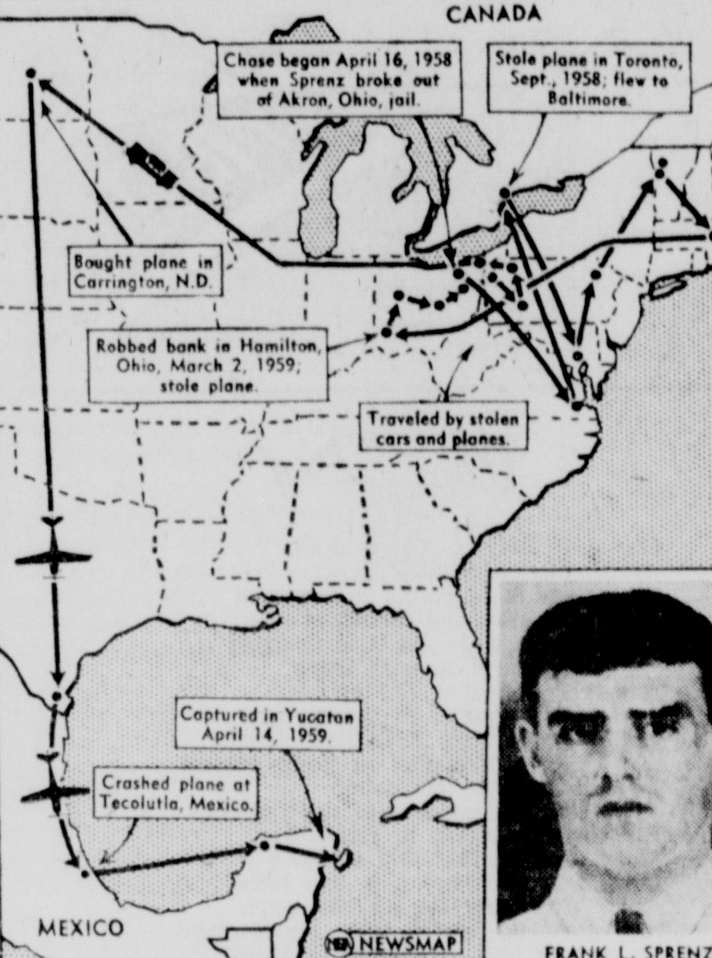 CANADA
Chase began April 16, 1958
when Sprenz broke out
of Akron, Ohio, jail.
Stole plane in Toronto,
Sept., 1958; flew to
Baltimore.
Bought plane in
Carrington, N.D.
Robbed bank in Hamilton,
Ohio, March 2, 1959;
stole plane.
Traveled by stolen
cars and planes.
Captured in Yucatan
April 14, 1959.
Crashed plane at
Tecolutla, Mexico.
MEXICO
NEA NEWSMAP
FRANK L. SPRENZ